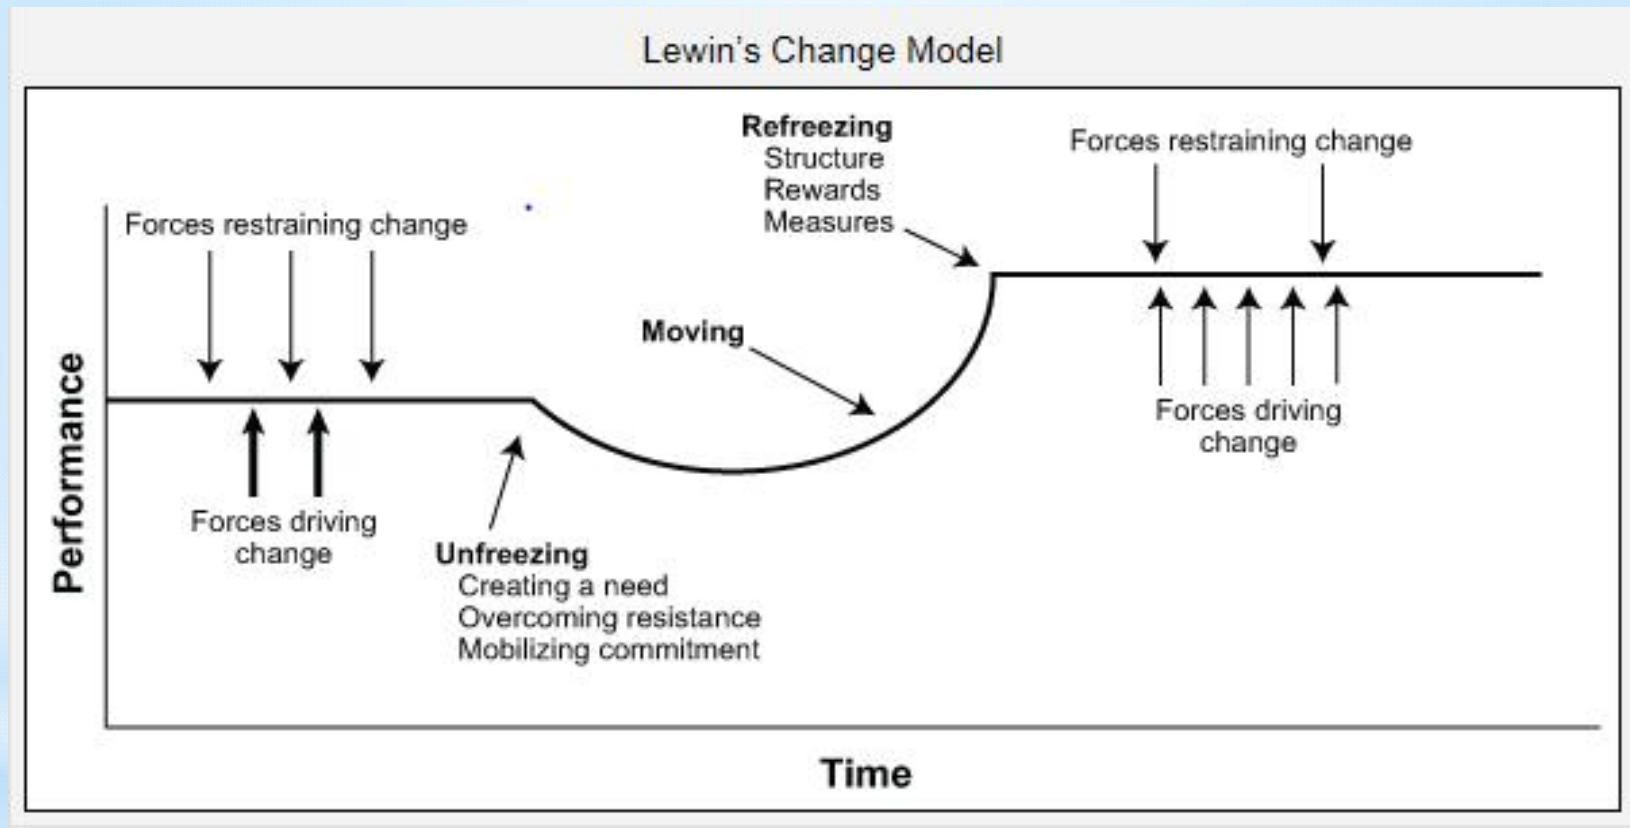 Lewin's Change Model
Forces restraining change
Forces driving
change
Unfreezing
Creating a need
Overcoming resistance
Mobilizing commitment
Moving
Refreezing
Structure
Rewards
Measures
Forces restraining change
Forces driving
change
Performance
Time